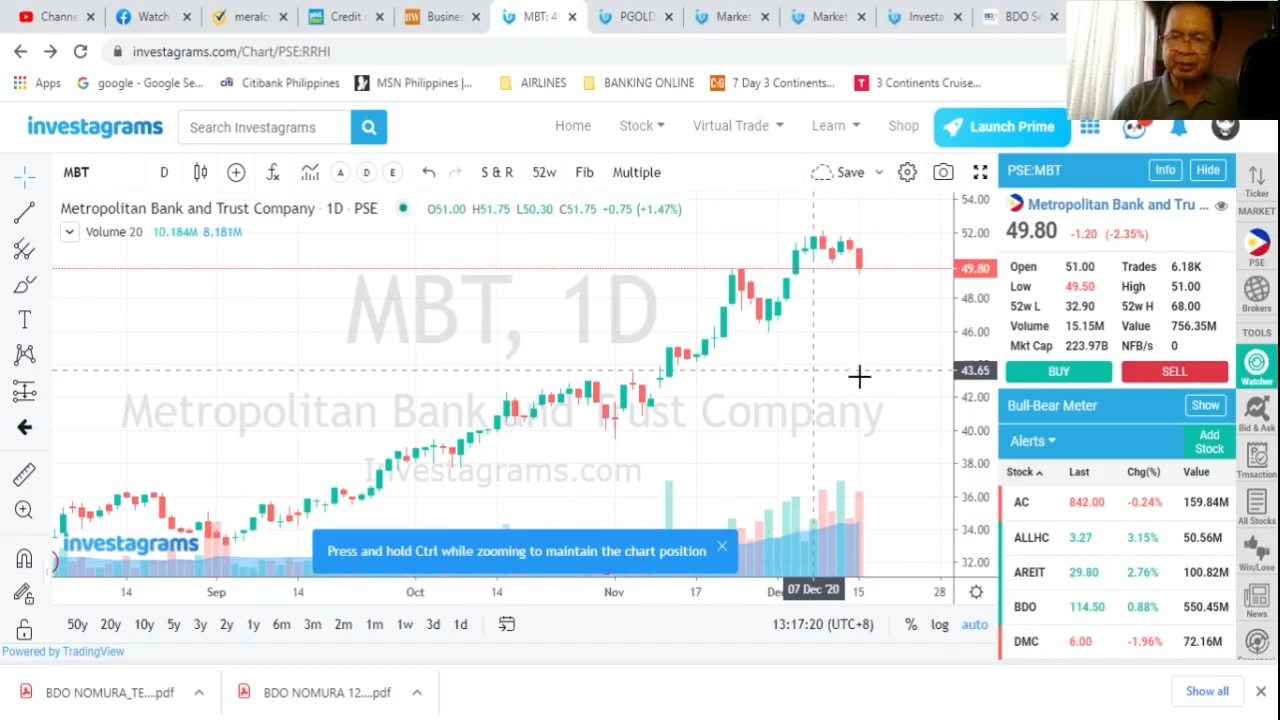 Channe
Watch
meralc
Credit
Busine
MBT: 4
PGOLD
Market
Market
Investa
BDO Se
investagrams.com/Chart/PSE:RRHI
Apps
google - Google Se...
Citibank Philippines
MSN Philippines |...
AIRLINES
BANKING ONLINE
7 Day 3 Continents...
3 Continents Cruise...
investagrams
Search Investagrams
Home
Stock
Virtual Trade
Learn
Shop
Launch Prime
MBT
D
A
D
E
S & R
52w
Fib
Multiple
Save
Metropolitan Bank and Trust Company · 1D · PSE
O51.00 H51.75 L50.30 C51.75 +0.75 (+1.47%)
Volume 20 10.184M 8.181M
MBT, 1D
Metropolitan Bank and Trust Company
Investagrams.com
investagrams
Press and hold Ctrl while zooming to maintain the chart position
54.00
52.00
49.80
48.00
46.00
43.65
42.00
40.00
38.00
36.00
34.00
32.00
14
Sep
14
Oct
14
Nov
17
07 Dec '20
15
28
50y
20y
10y
5y
3y
2y
1y
6m
3m
2m
1m
1w
3d
1d
13:17:20 (UTC+8)
%
log
auto
Powered by TradingView
PSE:MBT
Info
Hide
Metropolitan Bank and Tru ...
49.80 -1.20 (-2.35%)
Open 51.00 Trades 6.18K
Low 49.50 High 51.00
52w L 32.90 52w H 68.00
Volume 15.15M Value 756.35M
Mkt Cap 223.97B NFB/s 0
BUY
SELL
Bull-Bear Meter
Show
Alerts
Add
Stock
Stock Last Chg(%) Value
AC 842.00 -0.24% 159.84M
ALLHC 3.27 3.15% 50.56M
AREIT 29.80 2.76% 100.82M
BDO 114.50 0.88% 550.45M
DMC 6.00 -1.96% 72.16M
Ticker
MARKET
PSE
Brokers
TOOLS
Watcher
Bid & Ask
Trnsaction
All Stocks
Win/Lose
News
BDO NOMURA_TE....pdf
BDO NOMURA 12....pdf
Show all